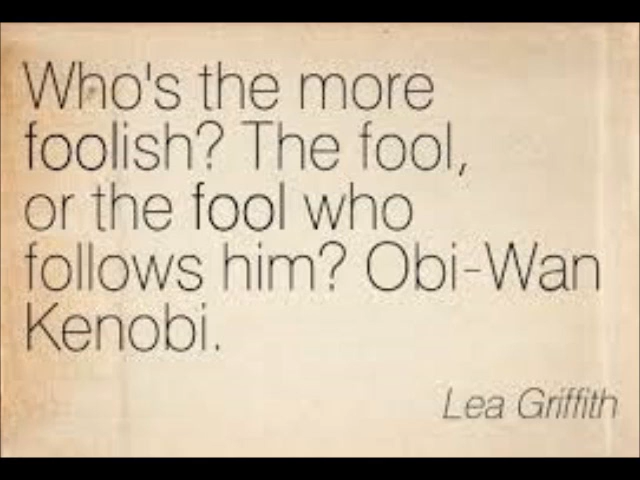 Who's the more
foolish? The fool,
or the fool who
follows him? Obi-Wan
Kenobi.
Lea Griffith